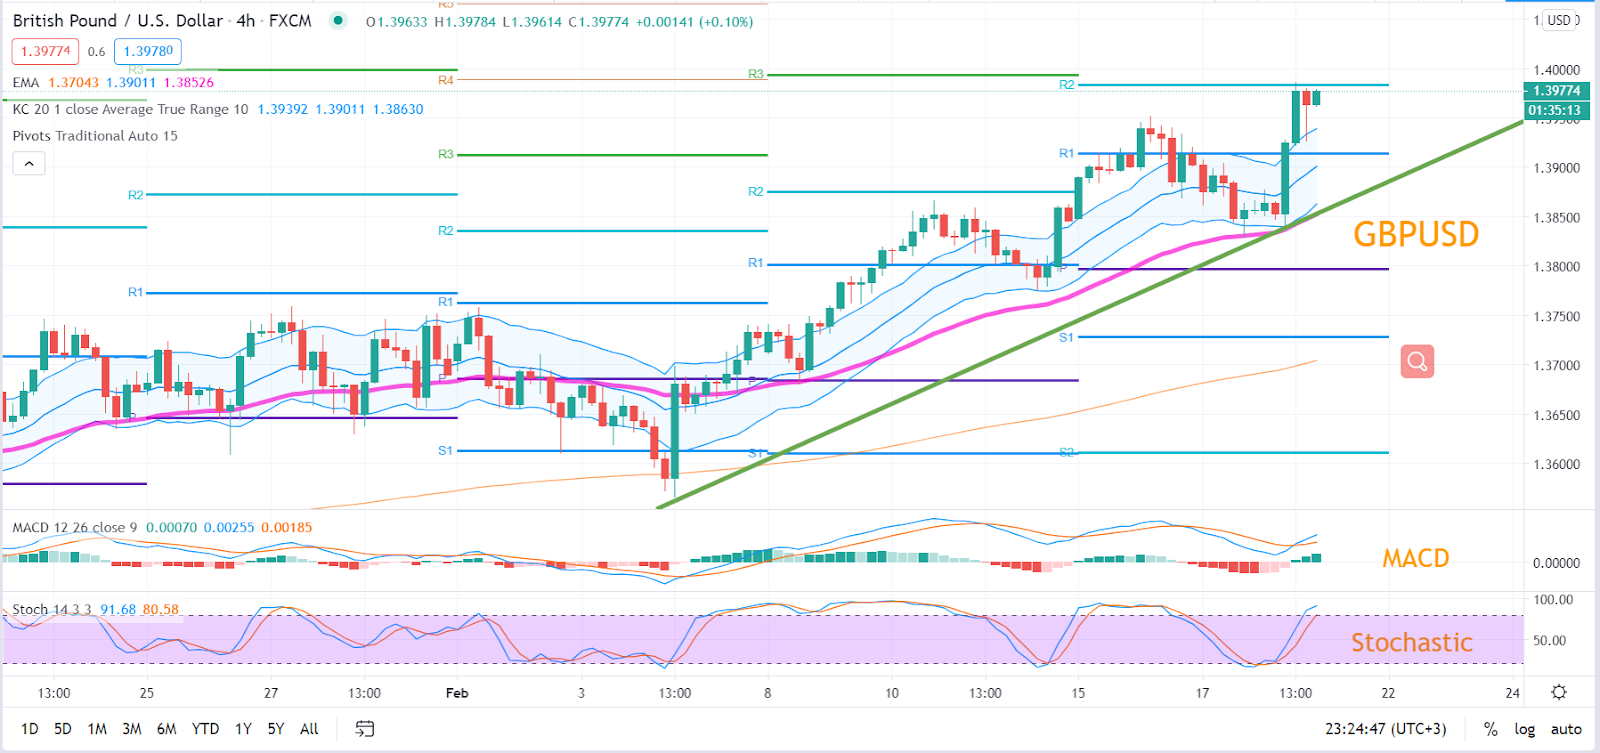 British Pound / U.S. Dollar · 4h · FXCM O1.39633 H1.39784 L1.39614 C1.39774 +0.00141 (+0.10%)
1.39774 0.6 1.39780
EMA 1.37043 1.39011 1.38526
KC 20 1 close Average True Range 10 1.39392 1.39011 1.38630
Pivots Traditional Auto 15
USD
R5
R3
R4
R3
R2
1.40000
1.39774
01:35:13
1.39500
R3
R1
1.39000
R2
R2
1.38500
R2
GBPUSD
R1
P
1.38000
R1
R1
S1
1.37500
1.37000
P
P
P
1.36500
S1
S1
S2
1.36000
MACD 12 26 close 9 0.00070 0.00255 0.00185
MACD
0.00000
Stoch 14 3 3 91.68 80.58
100.00
Stochastic
50.00
13:00 25 27 13:00 Feb 3 13:00 8 10 13:00 15 17 13:00 22 24
1D 5D 1M 3M 6M YTD 1Y 5Y All 23:24:47 (UTC+3) % log auto